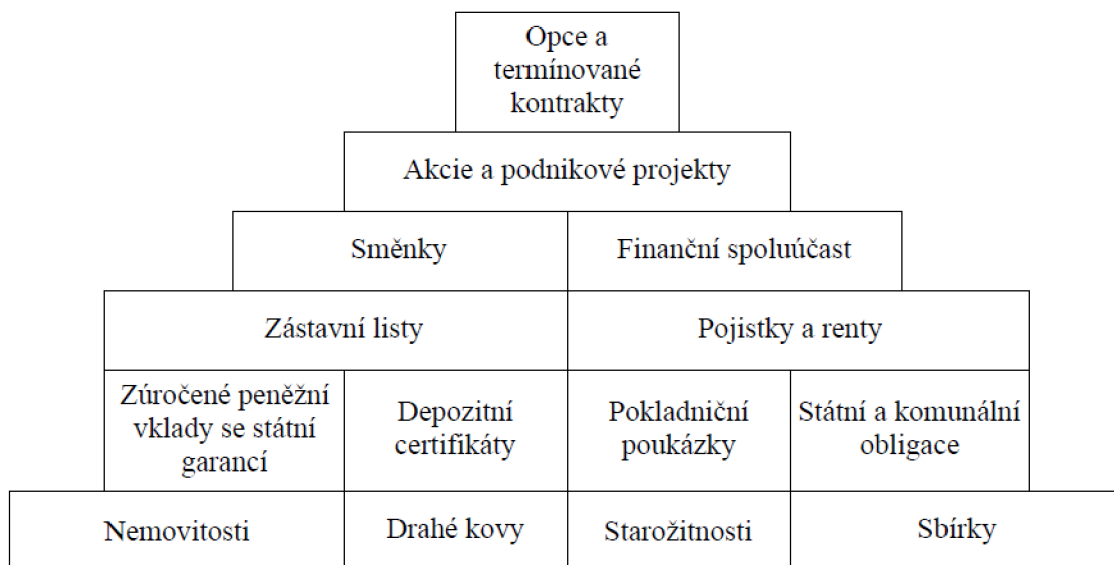 Opce a
termínované
kontrakty
Akcie a podnikové projekty
Směnky
Finanční spoluúčast
Zástavní listy
Pojistky a renty
Zúročené peněžní
vklady se státní
garancí
Depozitní
certifikáty
Pokladniční
poukázky
Státní a komunální
obligace
Nemovitosti
Drahé kovy
Starožitnosti
Sbírky